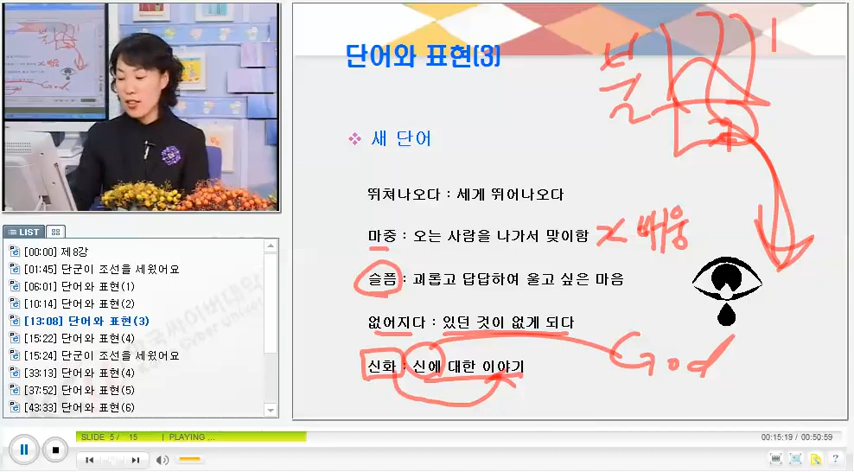 단어와 표현(3)
새 단어
뛰쳐나오다 : 세게 뛰어나오다
마중 : 오는 사람을 나가서 맞이함
X 배웅
슬픔 : 괴롭고 답답하여 울고 싶은 마음
없어지다 : 있던 것이 없게 되다
신화 : 신에 대한 이야기
God
LIST
[00:00] 제8강
[01:45] 단군이 조선을 세웠어요
[06:01] 단어와 표현(1)
[10:14] 단어와 표현(2)
[13:08] 단어와 표현(3)
[15:22] 단어와 표현(4)
[15:24] 단군이 조선을 세웠어요
[33:13] 단어와 표현(4)
[37:52] 단어와 표현(5)
[43:33] 단어와 표현(6)
SLIDE 5/ 15 | PLAYING ...
00:15:19 / 00:50:59